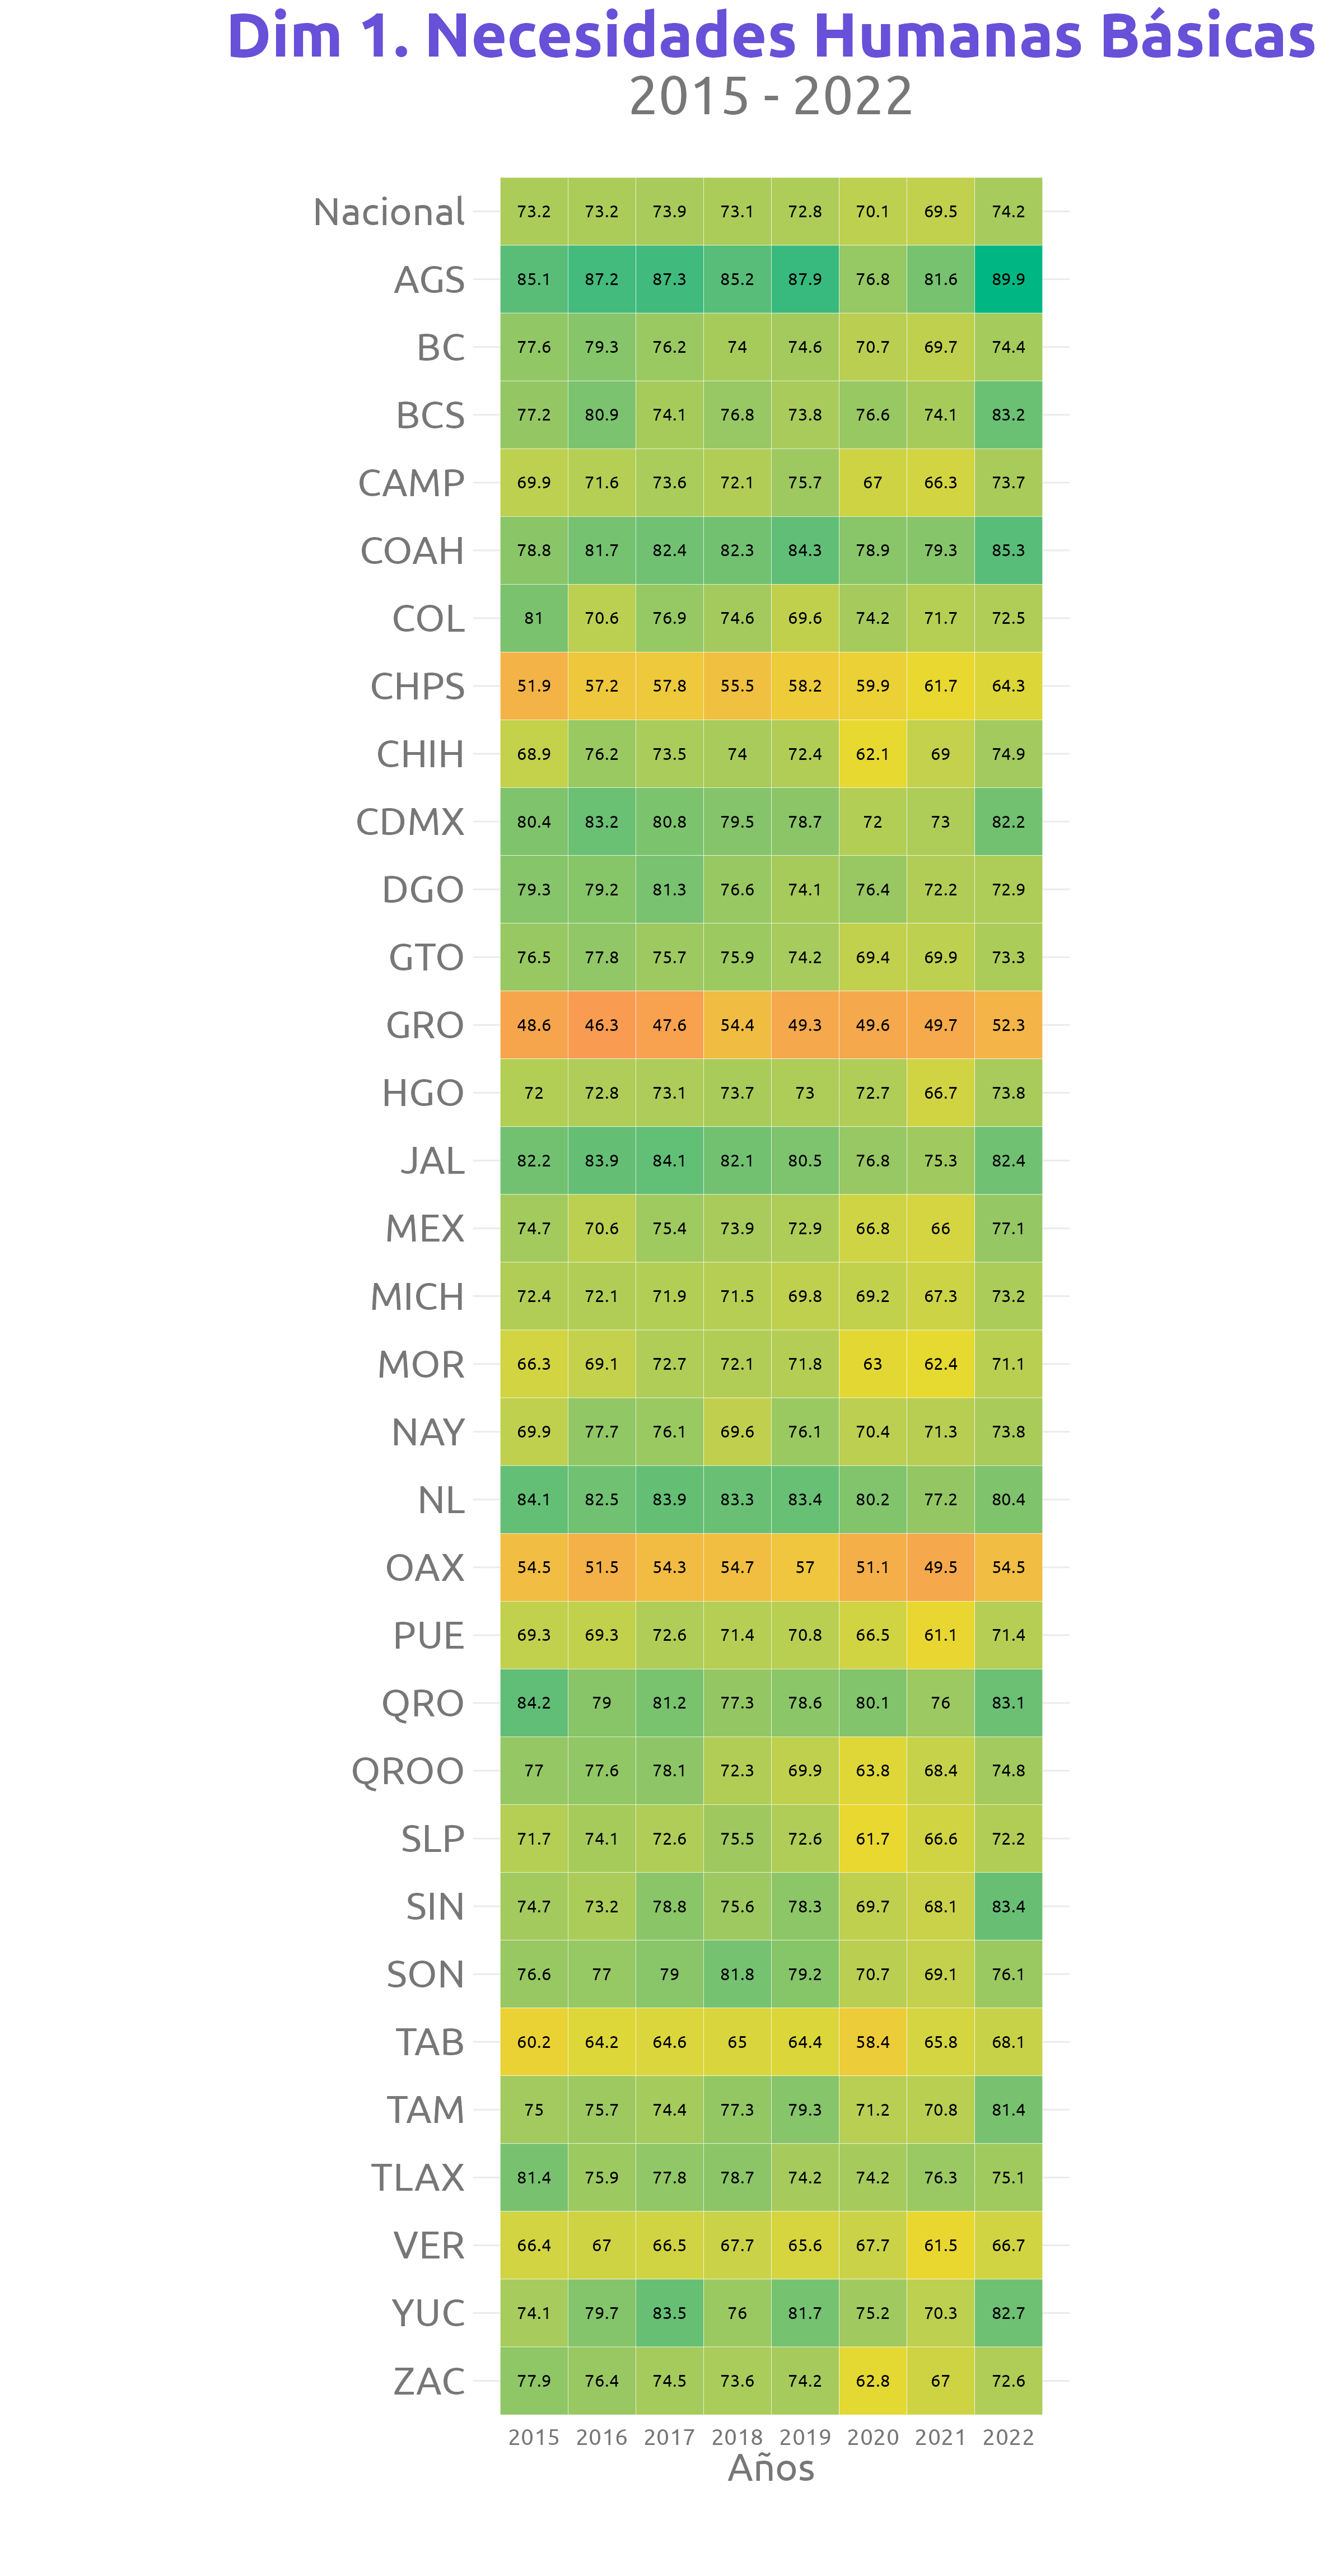 Dim 1. Necesidades Humanas Básicas
2015 - 2022
Nacional 73.2 73.2 73.9 73.1 72.8 70.1 69.5 74.2
AGS 85.1 87.2 87.3 85.2 87.9 76.8 81.6 89.9
BC 77.6 79.3 76.2 74 74.6 70.7 69.7 74.4
BCS 77.2 80.9 74.1 76.8 73.8 76.6 74.1 83.2
CAMP 69.9 71.6 73.6 72.1 75.7 67 66.3 73.7
COAH 78.8 81.7 82.4 82.3 84.3 78.9 79.3 85.3
COL 81 70.6 76.9 74.6 69.6 74.2 71.7 72.5
CHPS 51.9 57.2 57.8 55.5 58.2 59.9 61.7 64.3
CHIH 68.9 76.2 73.5 74 72.4 62.1 69 74.9
CDMX 80.4 83.2 80.8 79.5 78.7 72 73 82.2
DGO 79.3 79.2 81.3 76.6 74.1 76.4 72.2 72.9
GTO 76.5 77.8 75.7 75.9 74.2 69.4 69.9 73.3
GRO 48.6 46.3 47.6 54.4 49.3 49.6 49.7 52.3
HGO 72 72.8 73.1 73.7 73 72.7 66.7 73.8
JAL 82.2 83.9 84.1 82.1 80.5 76.8 75.3 82.4
MEX 74.7 70.6 75.4 73.9 72.9 66.8 66 77.1
MICH 72.4 72.1 71.9 71.5 69.8 69.2 67.3 73.2
MOR 66.3 69.1 72.7 72.1 71.8 63 62.4 71.1
NAY 69.9 77.7 76.1 69.6 76.1 70.4 71.3 73.8
NL 84.1 82.5 83.9 83.3 83.4 80.2 77.2 80.4
OAX 54.5 51.5 54.3 54.7 57 51.1 49.5 54.5
PUE 69.3 69.3 72.6 71.4 70.8 66.5 61.1 71.4
QRO 84.2 79 81.2 77.3 78.6 80.1 76 83.1
QROO 77 77.6 78.1 72.3 69.9 63.8 68.4 74.8
SLP 71.7 74.1 72.6 75.5 72.6 61.7 66.6 72.2
SIN 74.7 73.2 78.8 75.6 78.3 69.7 68.1 83.4
SON 76.6 77 79 81.8 79.2 70.7 69.1 76.1
TAB 60.2 64.2 64.6 65 64.4 58.4 65.8 68.1
TAM 75 75.7 74.4 77.3 79.3 71.2 70.8 81.4
TLAX 81.4 75.9 77.8 78.7 74.2 74.2 76.3 75.1
VER 66.4 67 66.5 67.7 65.6 67.7 61.5 66.7
YUC 74.1 79.7 83.5 76 81.7 75.2 70.3 82.7
ZAC 77.9 76.4 74.5 73.6 74.2 62.8 67 72.6
2015 2016 2017 2018 2019 2020 2021 2022
Años